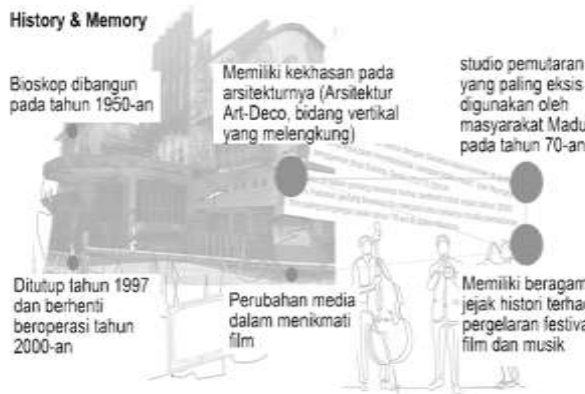 History & Memory
Bioskop dibangun
pada tahun 1950-an
Memiliki kekhasan pada
arsitekturnya (Arsitektur
Art-Deco, bidang vertikal
yang melengkung)
studio pemutaran
yang paling eksis
digunakan oleh
masyarakat Madu
pada tahun 70-an
Ditutup tahun 1997
dan berhenti
beroperasi tahun
2000-an
Perubahan media
dalam menikmati
film
Memiliki beragam
jejak histori terha
pergelaran festiva
film dan musik